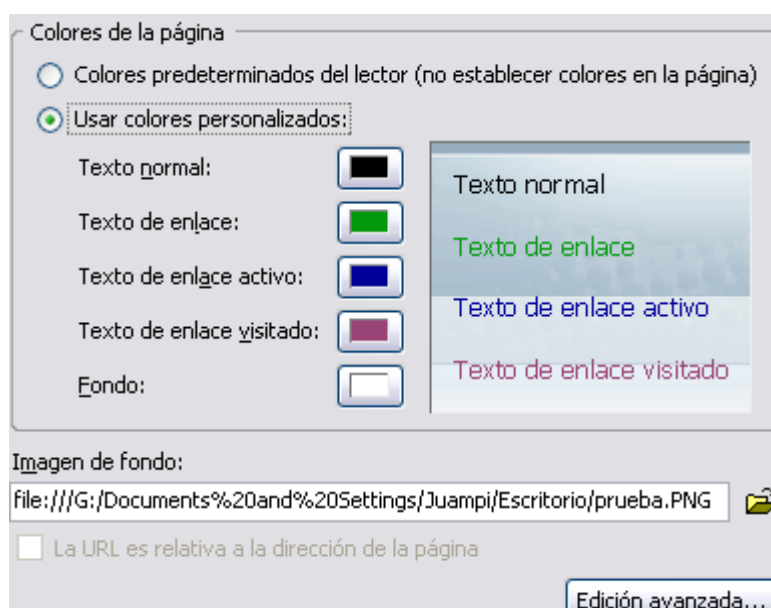 Colores de la página
Colores predeterminados del lector (no establecer colores en la página)
Usar colores personalizados:
Texto normal:
Texto de enlace:
Texto de enlace activo:
Texto de enlace visitado:
Fondo:
Texto normal
Texto de enlace
Texto de enlace activo
Texto de enlace visitado
Imagen de fondo:
file:///G:/Documents%20and%20Settings/Juampi/Escritorio/prueba.PNG
La URL es relativa a la dirección de la página
Edición avanzada...